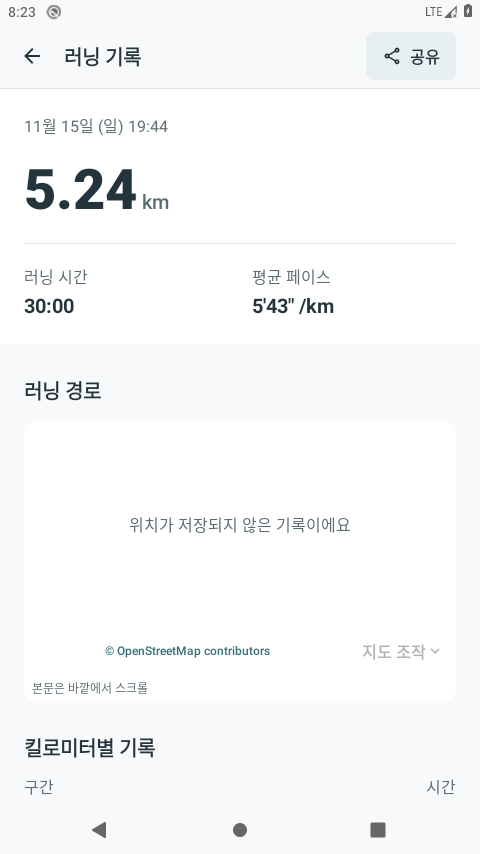 8:23
LTE
러닝 기록
공유
11월 15일 (일) 19:44
5.24 km
러닝 시간
평균 페이스
30:00
5'43" /km
러닝 경로
위치가 저장되지 않은 기록이에요
© OpenStreetMap contributors
지도 조작
본문은 바깥에서 스크롤
킬로미터별 기록
구간
시간